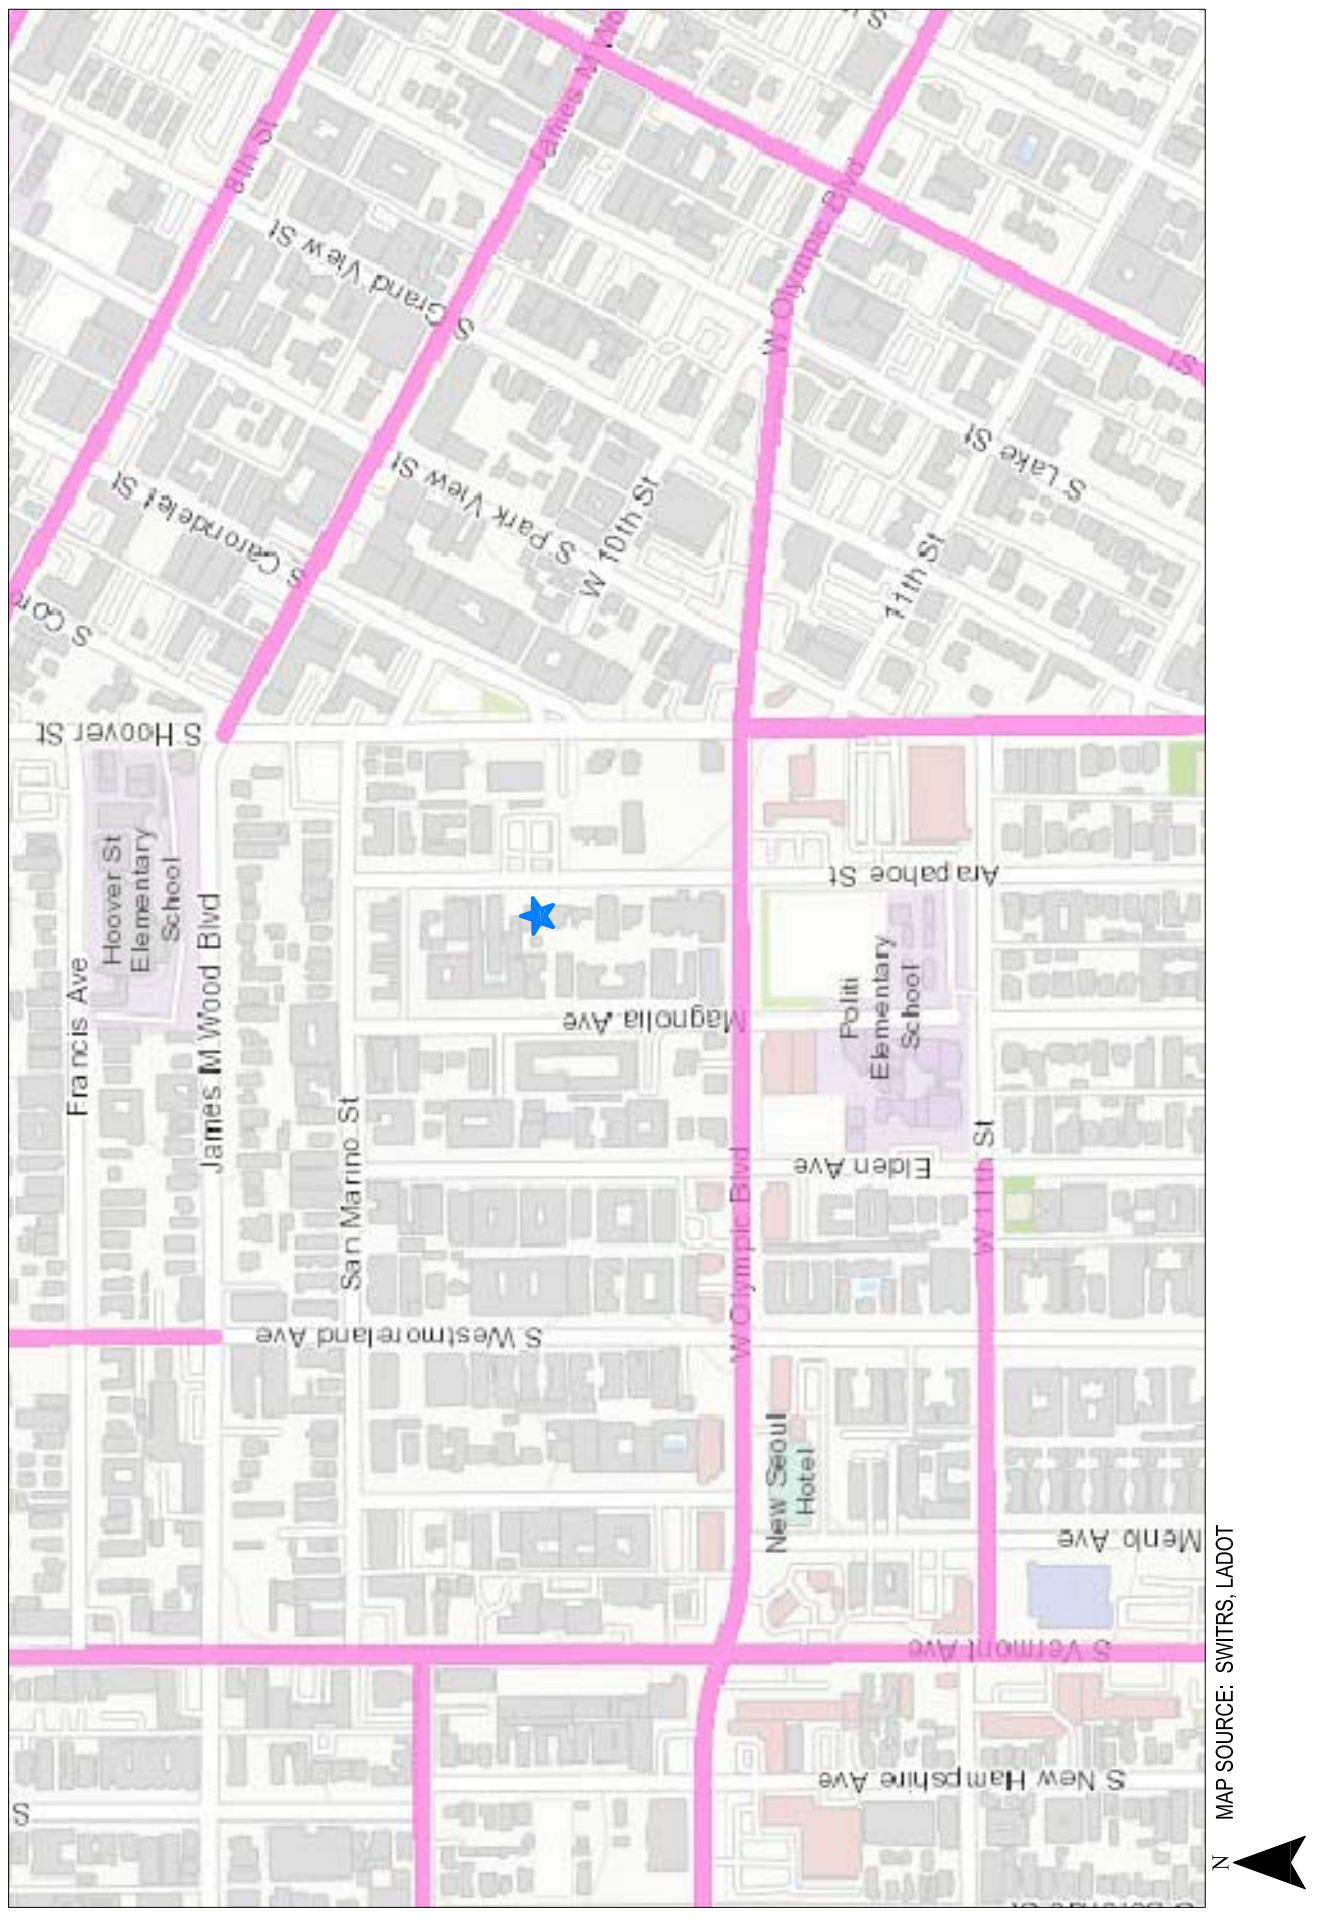 8th St
James M Wo
S Grand View St
W Olympic Blvd
St
S Lake St
S Park View St
W 10th St
11th St
S Carondelet St
S Hoover St
Hoover St
Elementary
School
Francis Ave
James M Wood Blvd
San Marino St
Arapahoe St
Magnolia Ave
Politi
Elementary
School
Elden Ave
W 11th St
W Olympic Blvd
S Westmoreland Ave
New Seoul
Hotel
Menlo Ave
S Vermont Ave
S New Hampshire Ave
S
N
MAP SOURCE: SWITRS, LADOT